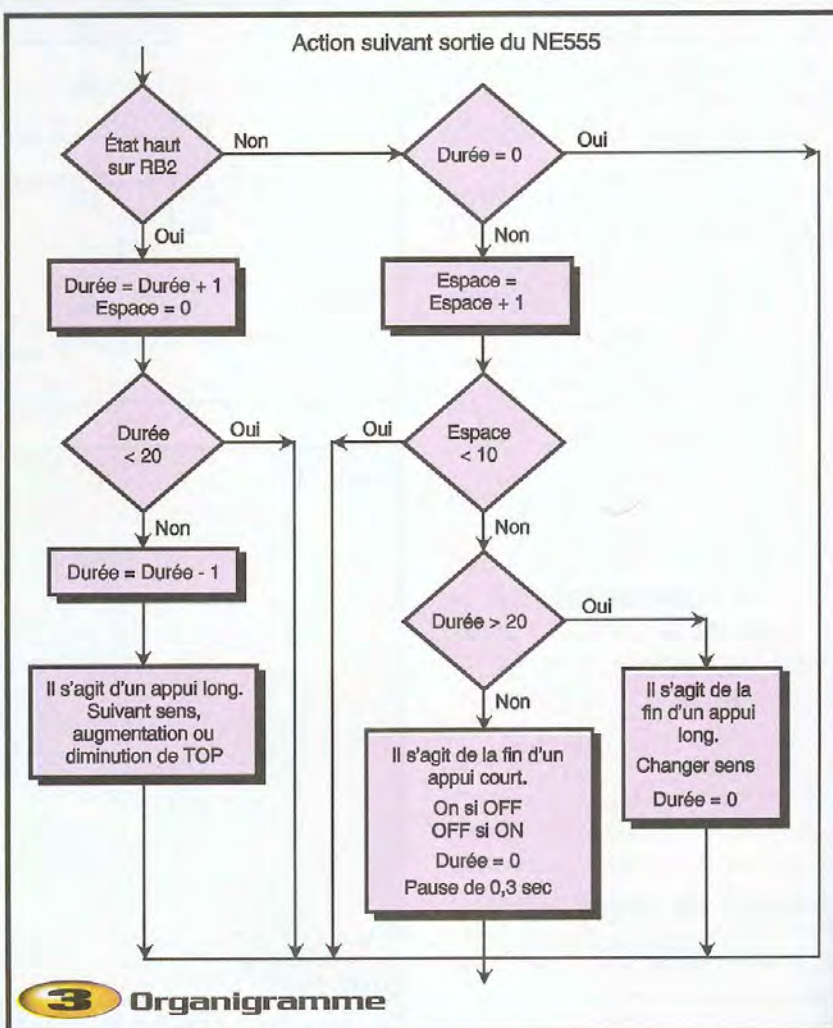 Action suivant sortie du NE555
État haut
sur RB2
Non
Durée = 0
Oui
Oui
Non
Durée = Durée + 1
Espace = 0
Espace =
Espace + 1
Durée
< 20
Oui
Oui
Espace
< 10
Non
Non
Durée = Durée - 1
Durée > 20
Oui
Il s'agit d'un appui long.
Suivant sens,
augmentation ou
diminution de TOP
Non
Il s'agit de la
fin d'un appui
long.
Changer sens
Durée = 0
Il s'agit de la fin d'un
appui court.
On si OFF
OFF si ON
Durée = 0
Pause de 0,3 sec
3 Organigramme